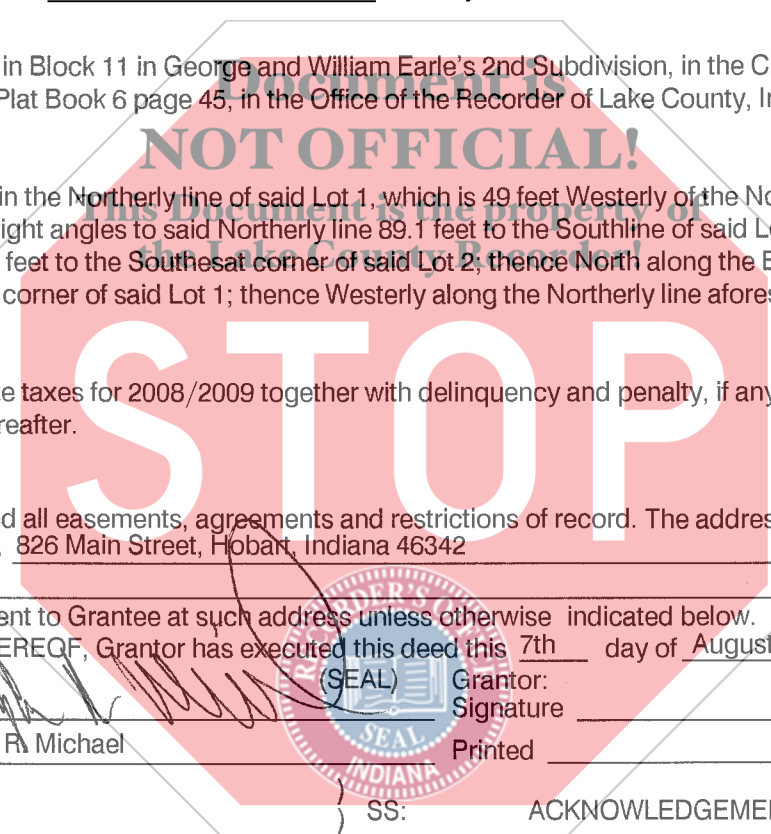 in Block 11 in George and William Earle's 2nd Subdivision, in the C
Document is
Plat Book 6 page 45, in the Office of the Recorder of Lake County, I
NOT OFFICIAL!
in the Northerly line of said Lot 1, which is 49 feet Westerly of the No
This Document is the property of
ight angles to said Northerly line 89.1 feet to the Southline of said L
the Lake County Recorder!
feet to the Southesat corner of said Lot 2; thence North along the E
corner of said Lot 1; thence Westerly along the Northerly line afores
STOP
e taxes for 2008/2009 together with delinquency and penalty, if any
reafter.
d all easements, agreements and restrictions of record. The addres
826 Main Street, Hobart, Indiana 46342
ent to Grantee at such address unless otherwise indicated below.
EREOF, Grantor has executed this deed this 7th day of August
RECORDER'S OFFICE
(SEAL) Grantor:
Signature
SEAL
R. Michael Printed
INDIANA
) SS: ACKNOWLEDGEME